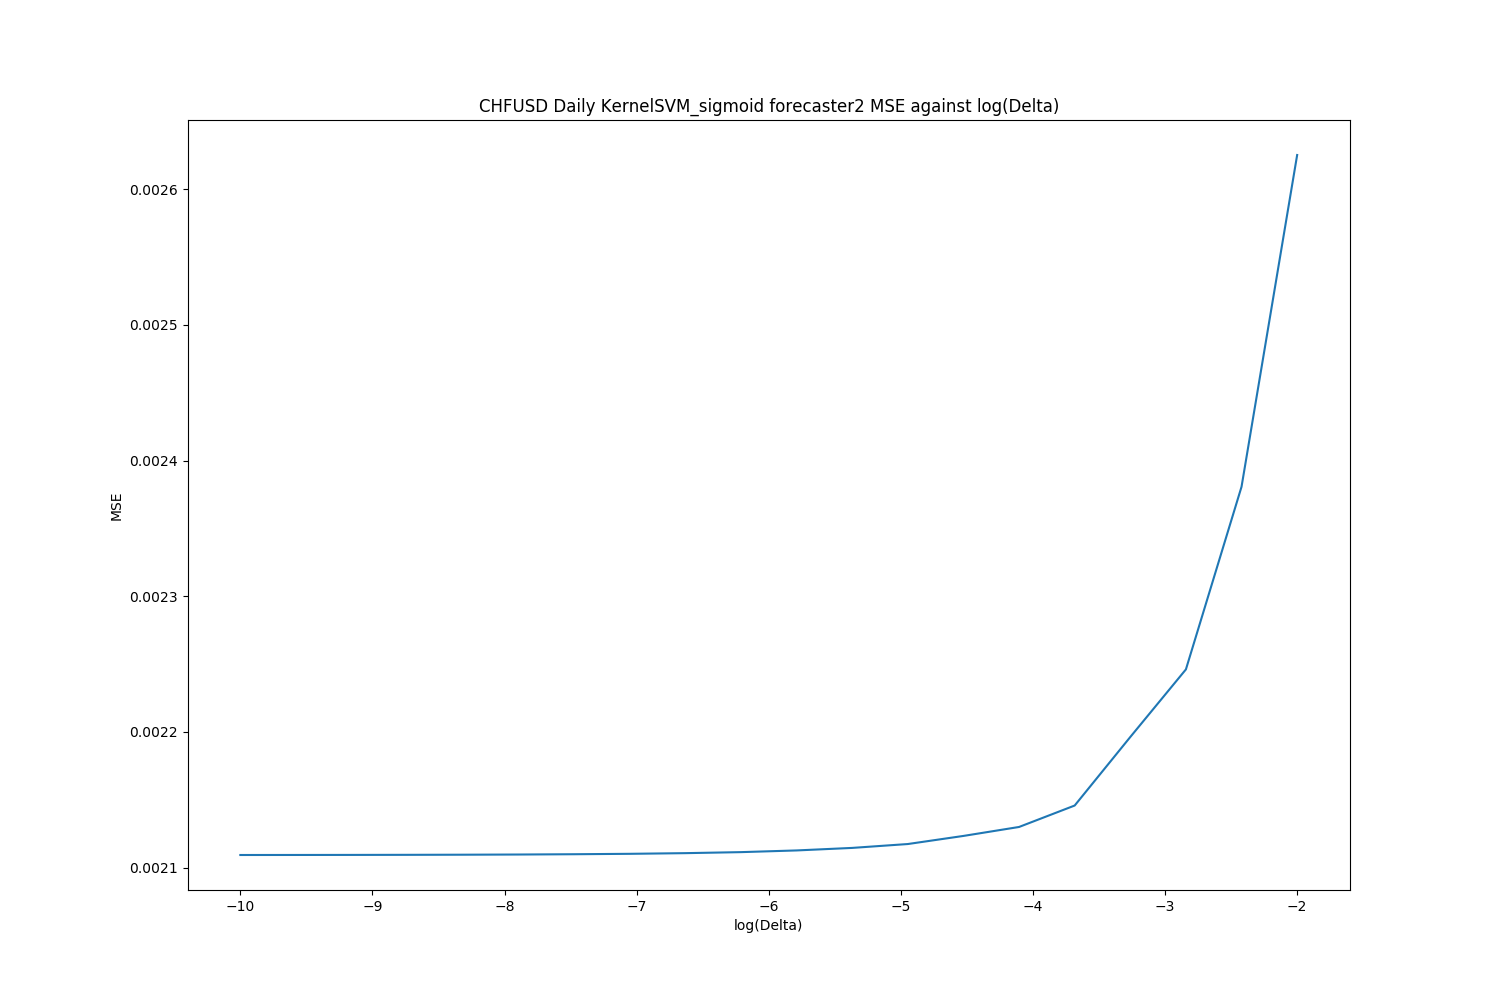 CHFUSD Daily KernelSVM_sigmoid forecaster2 MSE against log(Delta)
0.0026
0.0025
0.0024
0.0023
0.0022
0.0021
MSE
−10 −9 −8 −7 −6 −5 −4 −3 −2
log(Delta)